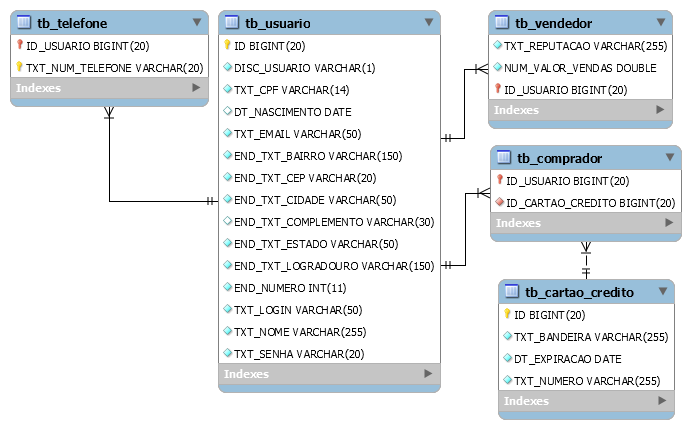 tb_telefone
ID_USUARIO BIGINT(20)
TXT_NUM_TELEFONE VARCHAR(20)
Indexes
tb_usuario
ID BIGINT(20)
DISC_USUARIO VARCHAR(1)
TXT_CPF VARCHAR(14)
DT_NASCIMENTO DATE
TXT_EMAIL VARCHAR(50)
END_TXT_BAIRRO VARCHAR(150)
END_TXT_CEP VARCHAR(20)
END_TXT_CIDADE VARCHAR(50)
END_TXT_COMPLEMENTO VARCHAR(30)
END_TXT_ESTADO VARCHAR(50)
END_TXT_LOGRADOURO VARCHAR(150)
END_NUMERO INT(11)
TXT_LOGIN VARCHAR(50)
TXT_NOME VARCHAR(255)
TXT_SENHA VARCHAR(20)
Indexes
tb_vendedor
TXT_REPUTACAO VARCHAR(255)
NUM_VALOR_VENDAS DOUBLE
ID_USUARIO BIGINT(20)
Indexes
tb_comprador
ID_USUARIO BIGINT(20)
ID_CARTAO_CREDITO BIGINT(20)
Indexes
tb_cartao_credito
ID BIGINT(20)
TXT_BANDEIRA VARCHAR(255)
DT_EXPIRACAO DATE
TXT_NUMERO VARCHAR(255)
Indexes